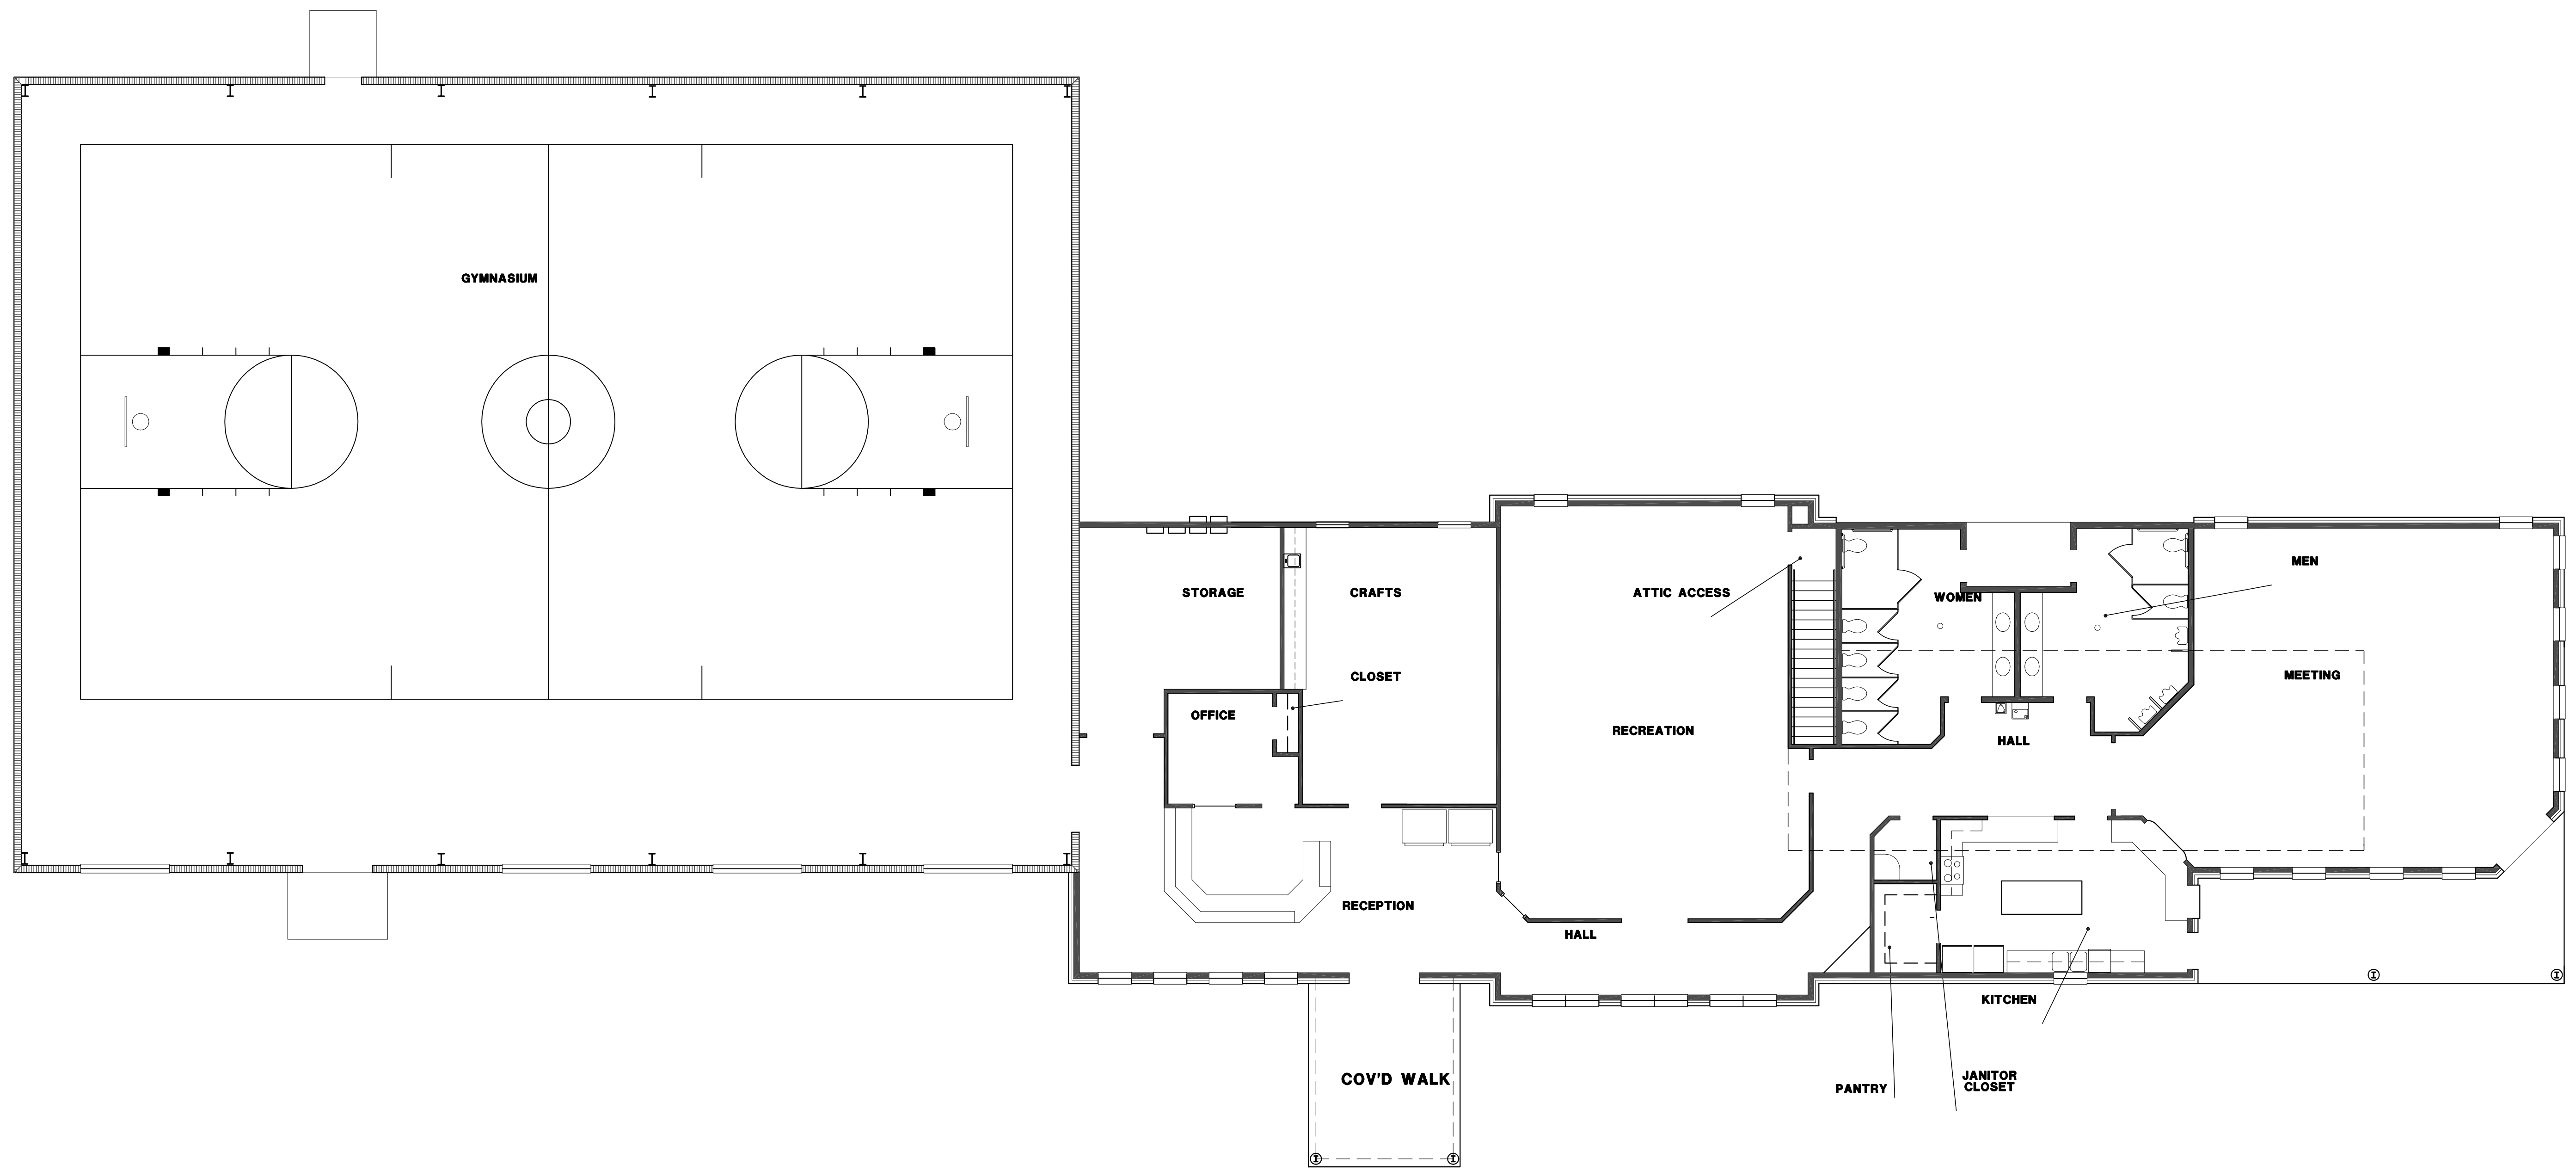 GYMNASIUM
MEN
STORAGE
CRAFTS
ATTIC ACCESS
WOMEN
CLOSET
MEETING
OFFICE
RECREATION
HALL
RECEPTION
HALL
KITCHEN
COV'D WALK
JANITOR
CLOSET
PANTRY